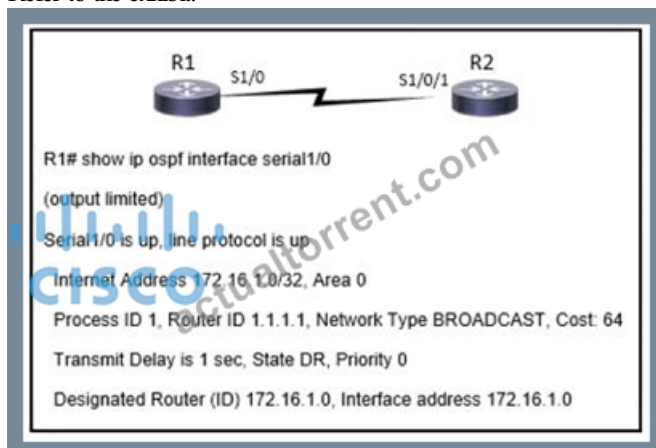 R1
R2
S1/0
S1/0/1
R1# show ip ospf interface serial1/0
(output limited)
Serial1/0 is up, line protocol is up
Internet Address 172.16.1.0/32, Area 0
Process ID 1, Router ID 1.1.1.1, Network Type BROADCAST, Cost: 64
Transmit Delay is 1 sec, State DR, Priority 0
Designated Router (ID) 172.16.1.0, Interface address 172.16.1.0
CISCO
actualtorrent.com